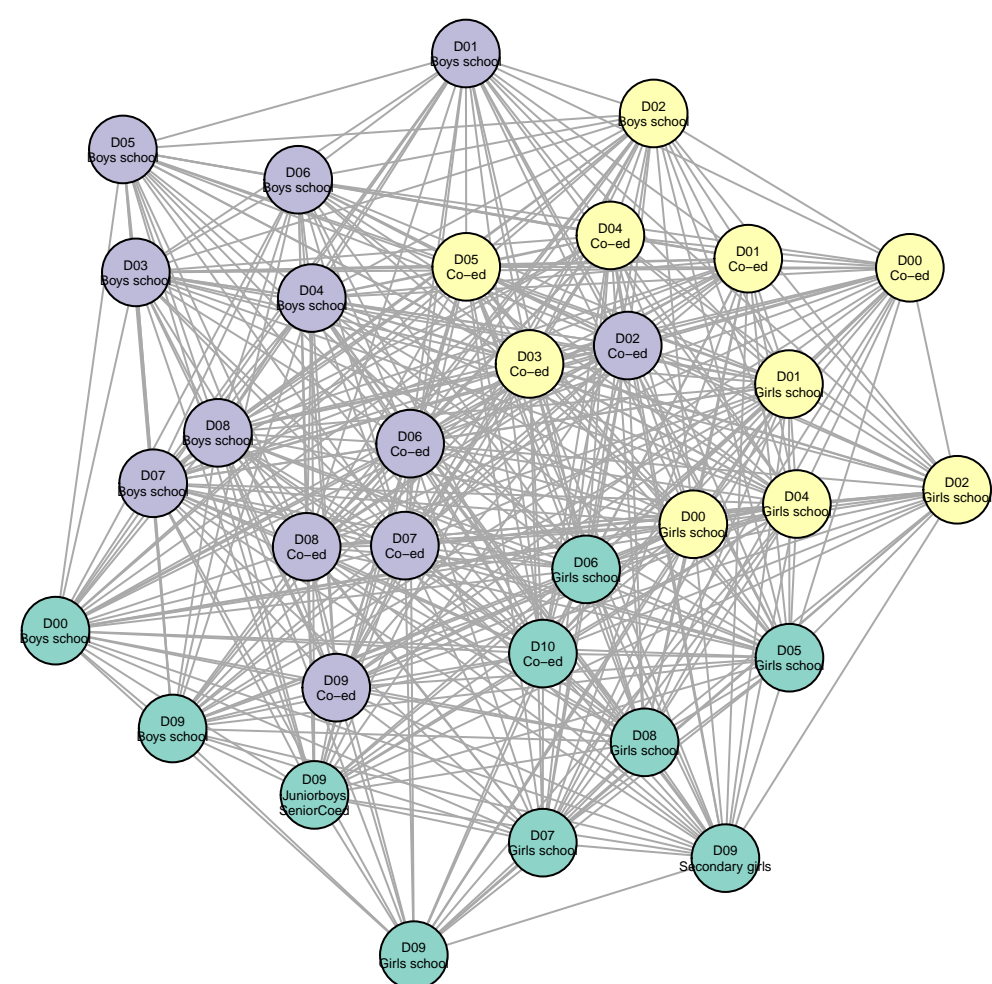 D01
Boys school
D02
Boys school
D05
Boys school
D06
Boys school
D04
Co−ed
D01
Co−ed
D05
Co−ed
D00
Co−ed
D03
Boys school
D04
Boys school
D02
Co−ed
D03
Co−ed
D01
Girls school
D08
Boys school
D06
Co−ed
D07
Boys school
D02
Girls school
D04
Girls school
D00
Girls school
D08
Co−ed
D07
Co−ed
D06
Girls school
D00
Boys school
D10
Co−ed
D05
Girls school
D09
Co−ed
D09
Boys school
D08
Girls school
D09
Juniorboys
SeniorCoed
D07
Girls school
D09
Secondary girls
D09
Girls school